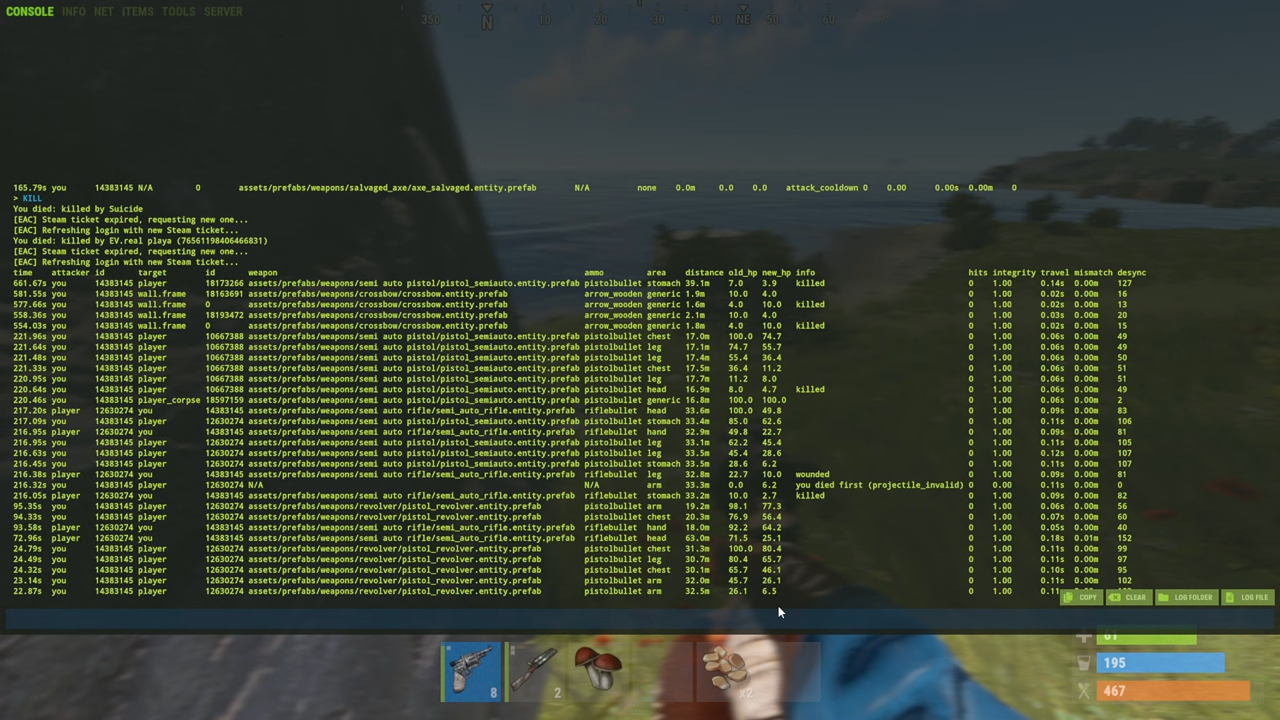 CONSOLE INFO NET ITEMS TOOLS SERVER
350 N 10 20 30 40 NE 50 60
165.79s you 14383145 N/A 0 assets/prefabs/weapons/salvaged_axe/axe_salvaged.entity.prefab N/A none 0.0m 0.0 0.0 attack_cooldown 0 0.00 0.00s 0.00m 0
> KILL
You died: killed by Suicide
[EAC] Steam ticket expired, requesting new one...
[EAC] Refreshing login with new Steam ticket...
You died: killed by EV.real playa (76561198406466831)
[EAC] Steam ticket expired, requesting new one...
[EAC] Refreshing login with new Steam ticket...
time attacker id target id weapon ammo area distance old_hp new_hp info hits integrity travel mismatch desync
661.67s you 14383145 player 18173266 assets/prefabs/weapons/semi auto pistol/pistol_semiauto.entity.prefab pistolbullet stomach 39.1m 7.0 3.9 killed 0 1.00 0.14s 0.00m 127
581.55s you 14383145 wall.frame 18163691 assets/prefabs/weapons/crossbow/crossbow.entity.prefab arrow_wooden generic 1.9m 10.0 4.0 0 1.00 0.02s 0.00m 16
577.66s you 14383145 wall.frame 0 assets/prefabs/weapons/crossbow/crossbow.entity.prefab arrow_wooden generic 1.6m 4.0 10.0 killed 0 1.00 0.02s 0.00m 13
558.36s you 14383145 wall.frame 18193472 assets/prefabs/weapons/crossbow/crossbow.entity.prefab arrow_wooden generic 2.1m 10.0 4.0 0 1.00 0.03s 0.00m 20
554.03s you 14383145 wall.frame 0 assets/prefabs/weapons/crossbow/crossbow.entity.prefab arrow_wooden generic 1.8m 4.0 10.0 killed 0 1.00 0.02s 0.00m 15
221.96s you 14383145 player 10667388 assets/prefabs/weapons/semi auto pistol/pistol_semiauto.entity.prefab pistolbullet chest 17.0m 100.0 74.7 0 1.00 0.06s 0.00m 49
221.64s you 14383145 player 10667388 assets/prefabs/weapons/semi auto pistol/pistol_semiauto.entity.prefab pistolbullet leg 17.1m 74.7 55.7 0 1.00 0.06s 0.00m 49
221.48s you 14383145 player 10667388 assets/prefabs/weapons/semi auto pistol/pistol_semiauto.entity.prefab pistolbullet leg 17.4m 55.4 36.4 0 1.00 0.06s 0.00m 50
221.33s you 14383145 player 10667388 assets/prefabs/weapons/semi auto pistol/pistol_semiauto.entity.prefab pistolbullet chest 17.5m 36.4 11.2 0 1.00 0.06s 0.00m 51
220.95s you 14383145 player 10667388 assets/prefabs/weapons/semi auto pistol/pistol_semiauto.entity.prefab pistolbullet leg 17.7m 11.2 8.0 0 1.00 0.06s 0.00m 51
220.64s you 14383145 player 10667388 assets/prefabs/weapons/semi auto pistol/pistol_semiauto.entity.prefab pistolbullet head 16.9m 8.0 4.7 killed 0 1.00 0.06s 0.00m 49
220.46s you 14383145 player_corpse 18597159 assets/prefabs/weapons/semi auto pistol/pistol_semiauto.entity.prefab pistolbullet generic 16.8m 100.0 100.0 0 1.00 0.06s 0.00m 2
217.20s player 12630274 you 14383145 assets/prefabs/weapons/semi auto rifle/semi_auto_rifle.entity.prefab riflebullet head 33.6m 100.0 49.8 0 1.00 0.09s 0.00m 83
217.09s you 14383145 player 12630274 assets/prefabs/weapons/semi auto pistol/pistol_semiauto.entity.prefab pistolbullet stomach 33.4m 85.0 62.6 0 1.00 0.11s 0.00m 106
216.95s player 12630274 you 14383145 assets/prefabs/weapons/semi auto rifle/semi_auto_rifle.entity.prefab riflebullet head 32.9m 49.8 22.7 0 1.00 0.09s 0.00m 81
216.95s you 14383145 player 12630274 assets/prefabs/weapons/semi auto pistol/pistol_semiauto.entity.prefab pistolbullet leg 33.1m 62.2 45.4 0 1.00 0.11s 0.00m 105
216.63s you 14383145 player 12630274 assets/prefabs/weapons/semi auto pistol/pistol_semiauto.entity.prefab pistolbullet leg 33.5m 45.4 28.6 0 1.00 0.12s 0.00m 107
216.45s you 14383145 player 12630274 assets/prefabs/weapons/semi auto pistol/pistol_semiauto.entity.prefab pistolbullet stomach 33.5m 28.6 6.2 0 1.00 0.11s 0.00m 107
216.38s player 12630274 you 14383145 assets/prefabs/weapons/semi auto rifle/semi_auto_rifle.entity.prefab riflebullet leg 32.8m 22.7 10.0 wounded 0 1.00 0.09s 0.00m 81
216.32s you 14383145 player 12630274 N/A N/A arm 33.3m 0.0 6.2 you died first (projectile_invalid) 0 0.00 0.11s 0.00m 0
216.05s player 12630274 you 14383145 assets/prefabs/weapons/semi auto rifle/semi_auto_rifle.entity.prefab riflebullet stomach 33.2m 10.0 2.7 killed 0 1.00 0.09s 0.00m 82
95.35s you 14383145 player 12630274 assets/prefabs/weapons/revolver/pistol_revolver.entity.prefab pistolbullet arm 19.2m 98.1 77.3 0 1.00 0.06s 0.00m 56
94.33s you 14383145 player 12630274 assets/prefabs/weapons/revolver/pistol_revolver.entity.prefab pistolbullet chest 20.3m 76.9 56.4 0 1.00 0.07s 0.00m 60
93.58s player 12630274 you 14383145 assets/prefabs/weapons/semi auto rifle/semi_auto_rifle.entity.prefab riflebullet hand 18.0m 92.2 64.2 0 1.00 0.05s 0.00m 40
72.96s player 12630274 you 14383145 assets/prefabs/weapons/semi auto rifle/semi_auto_rifle.entity.prefab riflebullet head 63.0m 71.5 25.1 0 1.00 0.18s 0.01m 152
24.79s you 14383145 player 12630274 assets/prefabs/weapons/revolver/pistol_revolver.entity.prefab pistolbullet chest 31.3m 100.0 80.4 0 1.00 0.11s 0.00m 99
24.49s you 14383145 player 12630274 assets/prefabs/weapons/revolver/pistol_revolver.entity.prefab pistolbullet leg 30.7m 80.4 65.7 0 1.00 0.11s 0.00m 97
24.32s you 14383145 player 12630274 assets/prefabs/weapons/revolver/pistol_revolver.entity.prefab pistolbullet chest 30.1m 65.7 46.1 0 1.00 0.10s 0.00m 95
23.14s you 14383145 player 12630274 assets/prefabs/weapons/revolver/pistol_revolver.entity.prefab pistolbullet arm 32.0m 45.7 26.1 0 1.00 0.11s 0.00m 102
22.87s you 14383145 player 12630274 assets/prefabs/weapons/revolver/pistol_revolver.entity.prefab pistolbullet arm 32.5m 26.1 6.5 0 1.00 0.11s 0.00m
COPY CLEAR LOG FOLDER LOG FILE
61
195
8 2 x2
467